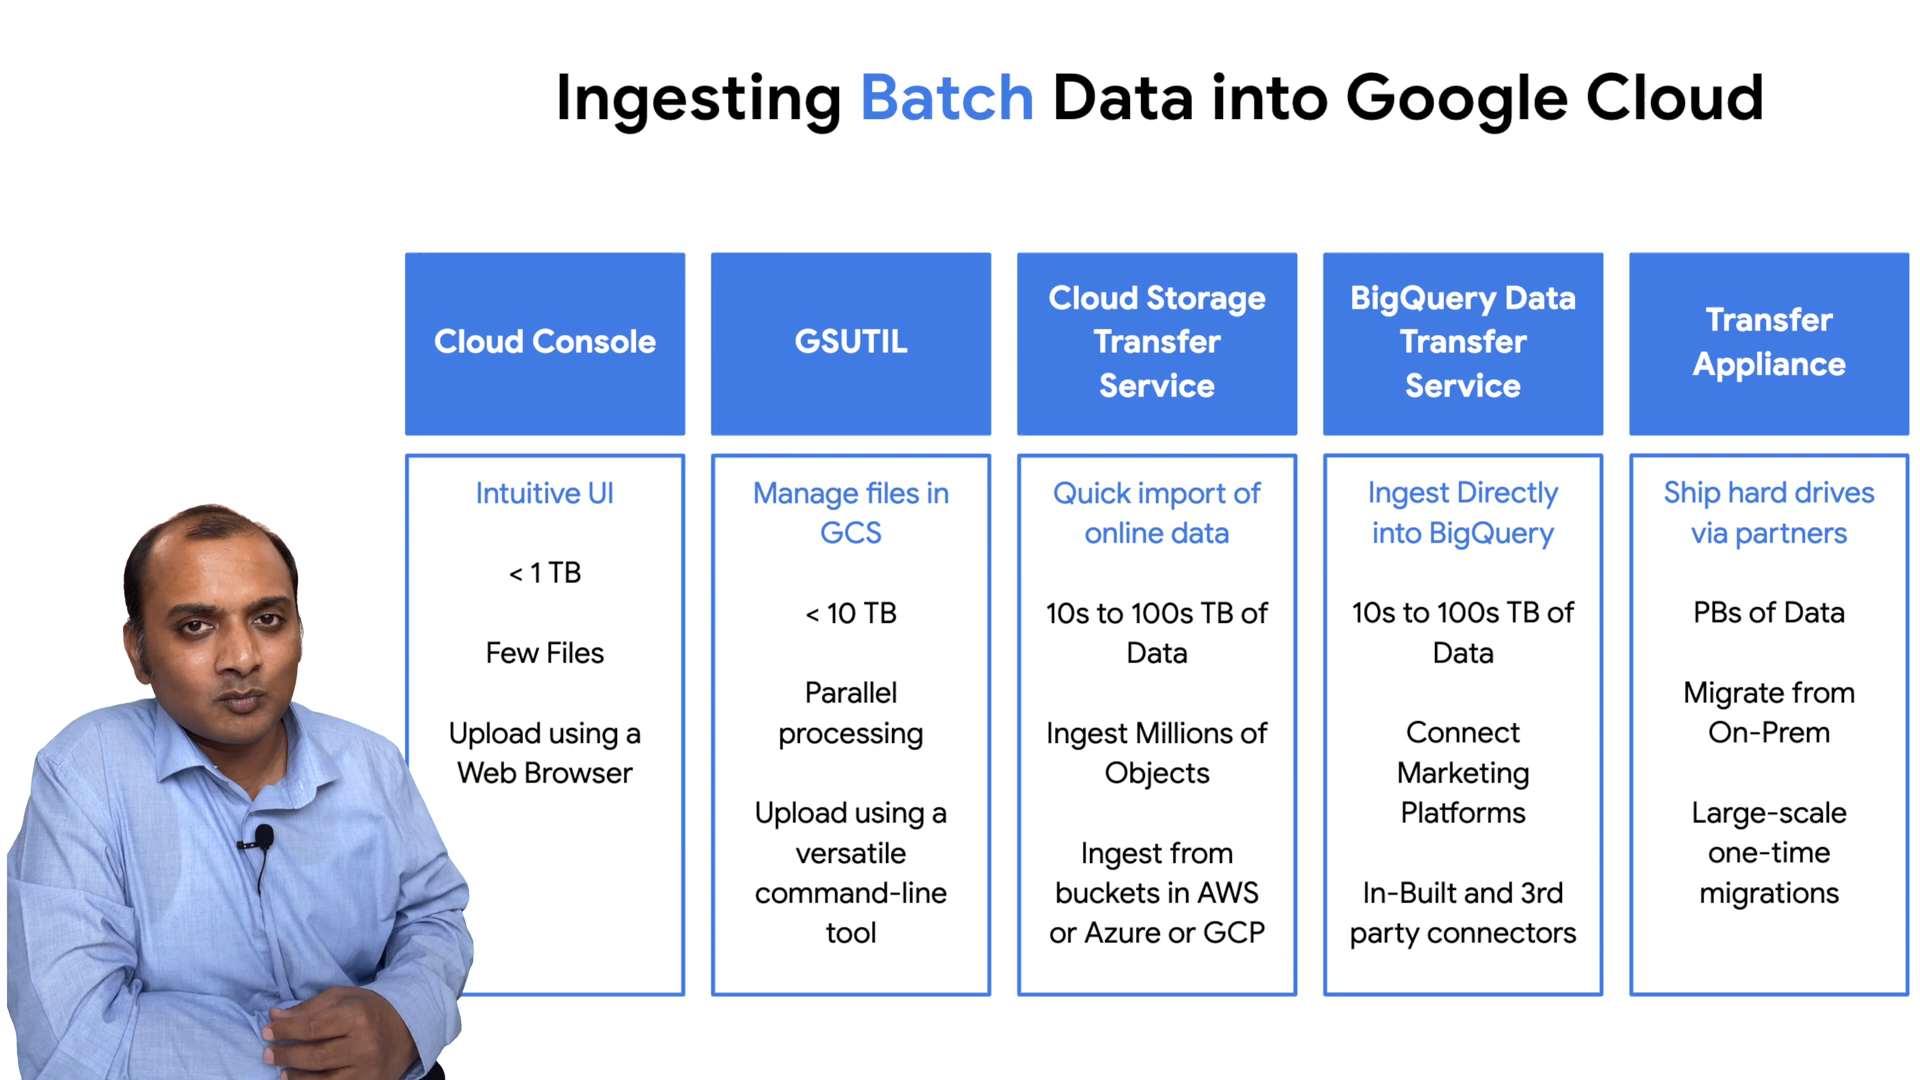 Ingesting Batch Data into Google Cloud
Cloud Console
Intuitive UI
< 1 TB
Few Files
Upload using a
Web Browser
GSUTIL
Manage files in
GCS
< 10 TB
Parallel
processing
Upload using a
versatile
command-line
tool
Cloud Storage
Transfer
Service
Quick import of
online data
10s to 100s TB of
Data
Ingest Millions of
Objects
Ingest from
buckets in AWS
or Azure or GCP
BigQuery Data
Transfer
Service
Ingest Directly
into BigQuery
10s to 100s TB of
Data
Connect
Marketing
Platforms
In-Built and 3rd
party connectors
Transfer
Appliance
Ship hard drives
via partners
PBs of Data
Migrate from
On-Prem
Large-scale
one-time
migrations